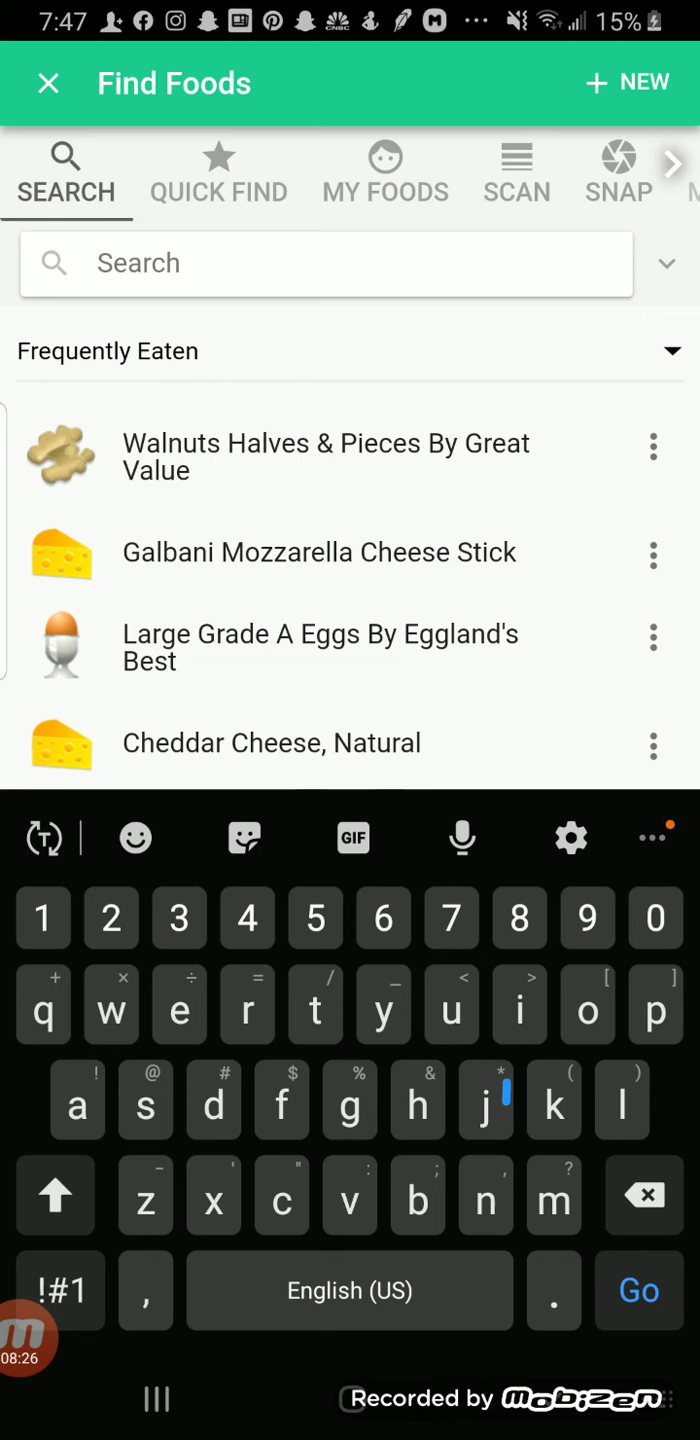 7:47 15%
Find Foods + NEW
SEARCH QUICK FIND MY FOODS SCAN SNAP
Search
Frequently Eaten
Walnuts Halves & Pieces By Great
Value
Galbani Mozzarella Cheese Stick
Large Grade A Eggs By Eggland's
Best
Cheddar Cheese, Natural
T GIF
1 2 3 4 5 6 7 8 9 0
+ × ÷ = / _ < > [ ]
q w e r t y u i o p
! @ # $ % & * ( )
a s d f g h j k l
- ' " : ; , ?
z x c v b n m
!#1 , English (US) . Go
08:26
Recorded by MOBIZEN